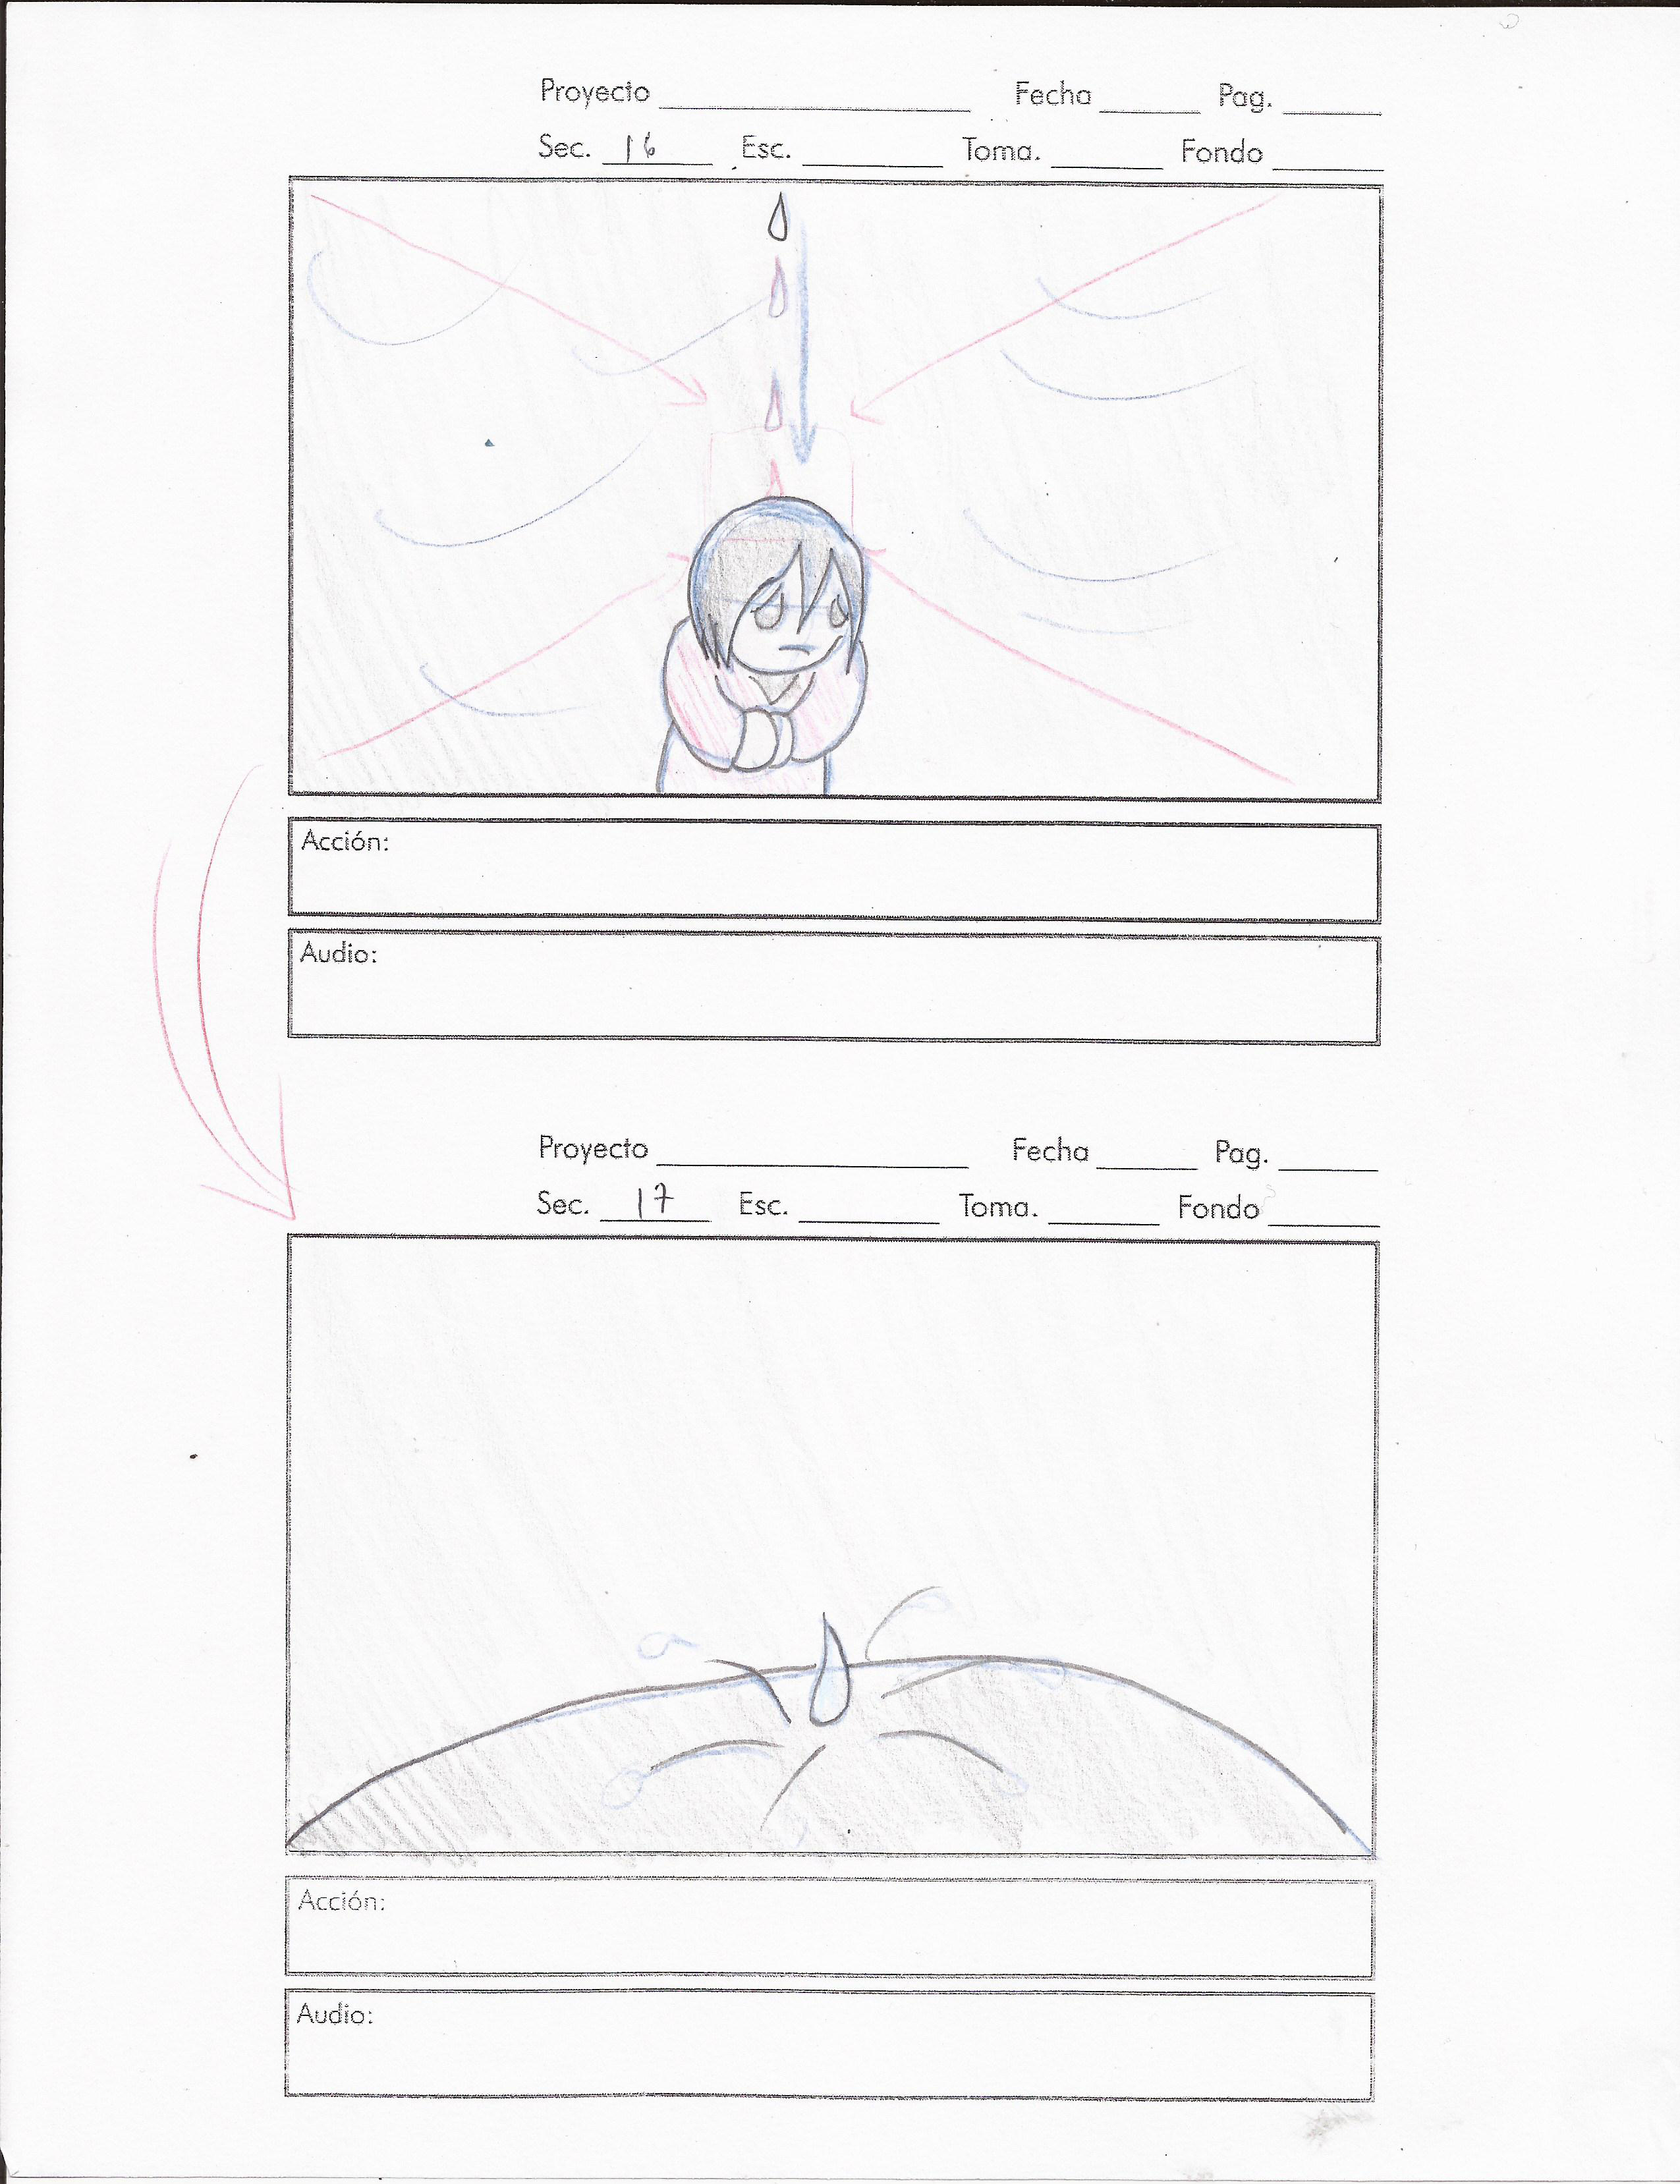 Proyecto Fecha Pag.
Sec. 16 Esc. Toma. Fondo
Acción:
Audio:
Proyecto Fecha Pag.
Sec. 17 Esc. Toma. Fondo
Acción:
Audio: